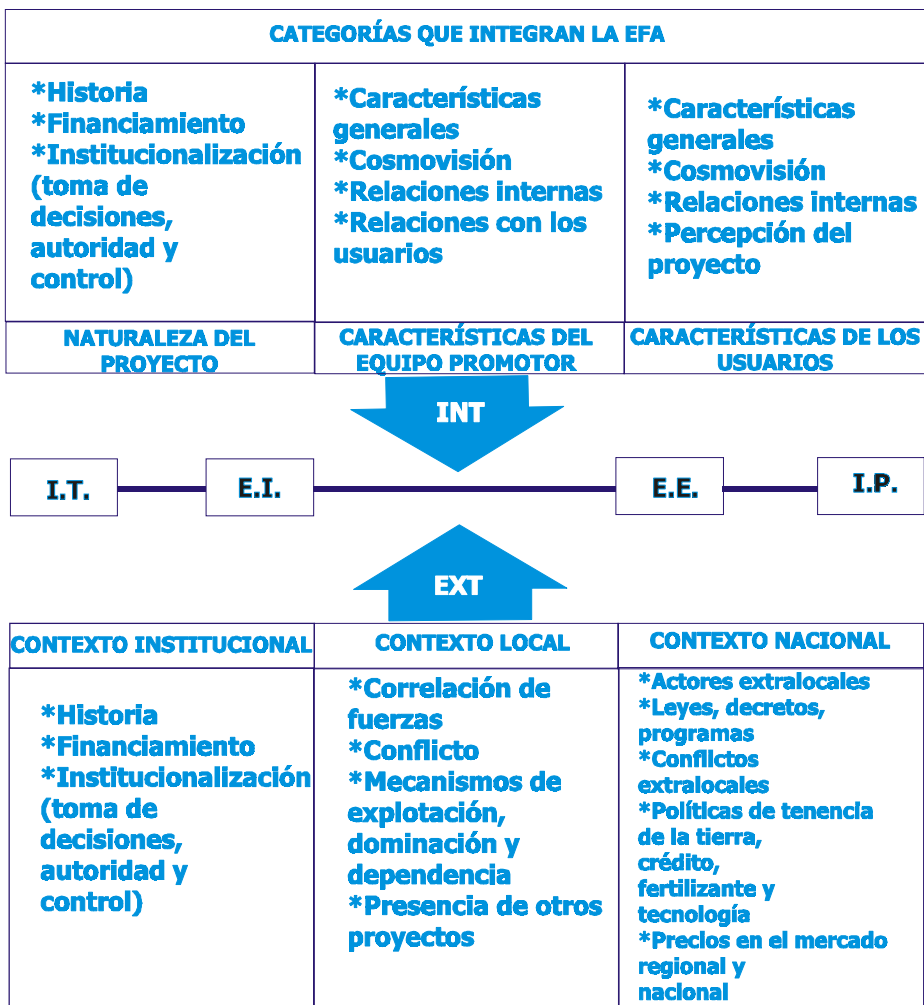 CATEGORÍAS QUE INTEGRAN LA EFA
*Historia
*Financiamiento
*Institucionalización
(toma de
decisiones,
autoridad y
control)
*Características
generales
*Cosmovisión
*Relaciones internas
*Relaciones con los
usuarios
*Características
generales
*Cosmovisión
*Relaciones internas
*Percepción del
proyecto
NATURALEZA DEL
PROYECTO
CARACTERÍSTICAS DEL
EQUIPO PROMOTOR
CARACTERÍSTICAS DE LOS
USUARIOS
INT
I.T.
E.I.
E.E.
I.P.
EXT
CONTEXTO INSTITUCIONAL
CONTEXTO LOCAL
CONTEXTO NACIONAL
*Historia
*Financiamiento
*Institucionalización
(toma de
decisiones,
autoridad y
control)
*Correlación de
fuerzas
*Conflicto
*Mecanismos de
explotación,
dominación y
dependencia
*Presencia de otros
proyectos
*Actores extralocales
*Leyes, decretos,
programas
*Conflictos
extralocales
*Políticas de tenencia
de la tierra,
crédito,
fertilizante y
tecnología
*Precios en el mercado
regional y
nacional